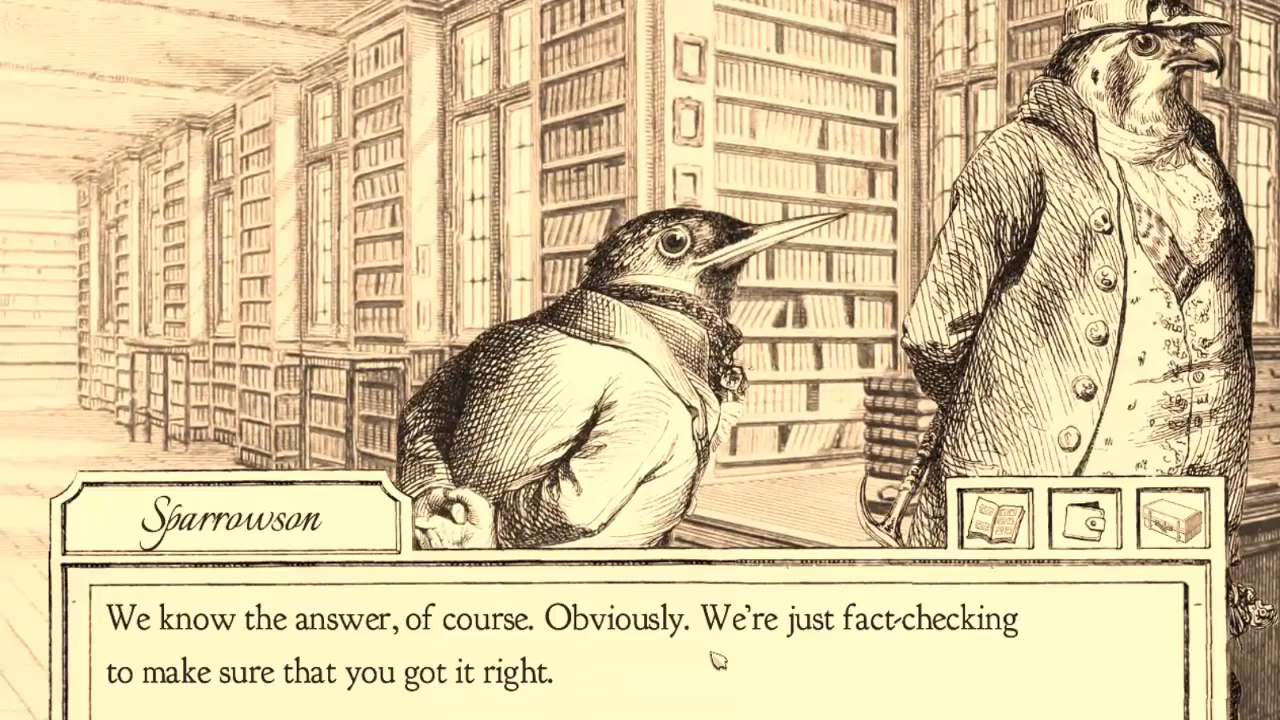 Sparrowson
We know the answer, of course. Obviously. We're just fact-checking
to make sure that you got it right.